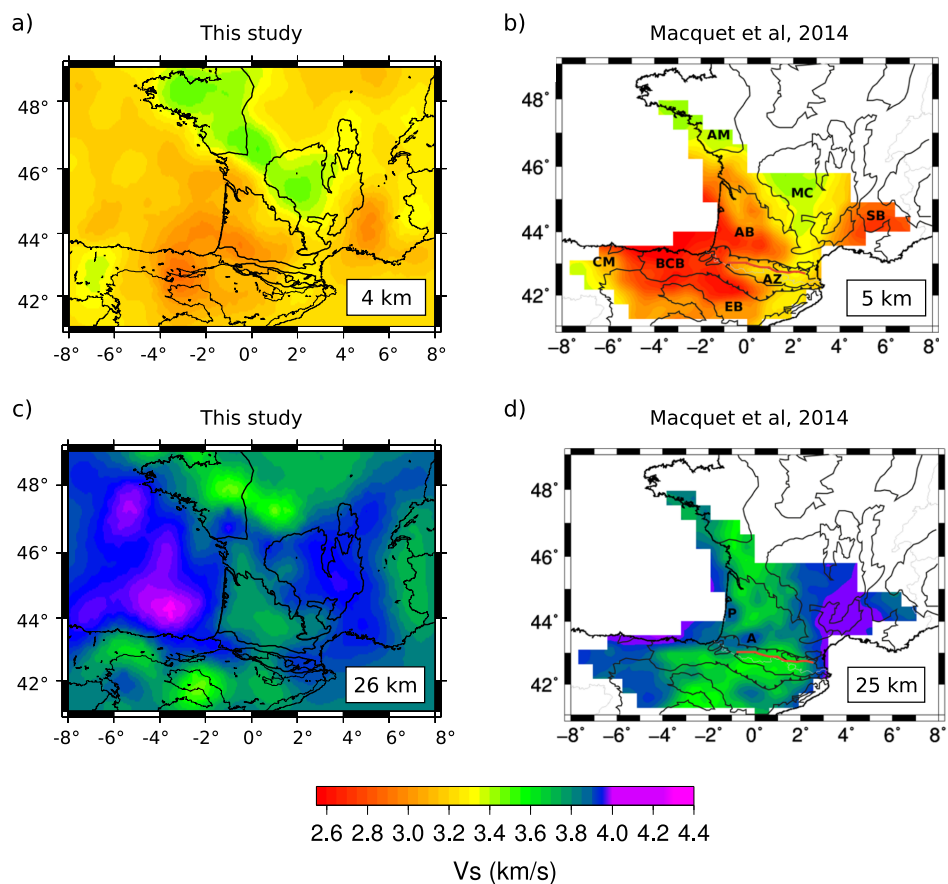 a)
This study
48°
46°
44°
42°
4 km
-8° -6° -4° -2° 0° 2° 4° 6° 8°
b)
Macquet et al, 2014
48°
46°
44°
42°
AM
MC
SB
AB
CM
BCB
AZ
EB
5 km
−8° −6° −4° −2° 0° 2° 4° 6° 8°
c)
This study
48°
46°
44°
42°
26 km
-8° -6° -4° -2° 0° 2° 4° 6° 8°
d)
Macquet et al, 2014
48°
46°
44°
42°
P
A
25 km
−8° −6° −4° −2° 0° 2° 4° 6° 8°
2.6 2.8 3.0 3.2 3.4 3.6 3.8 4.0 4.2 4.4
Vs (km/s)